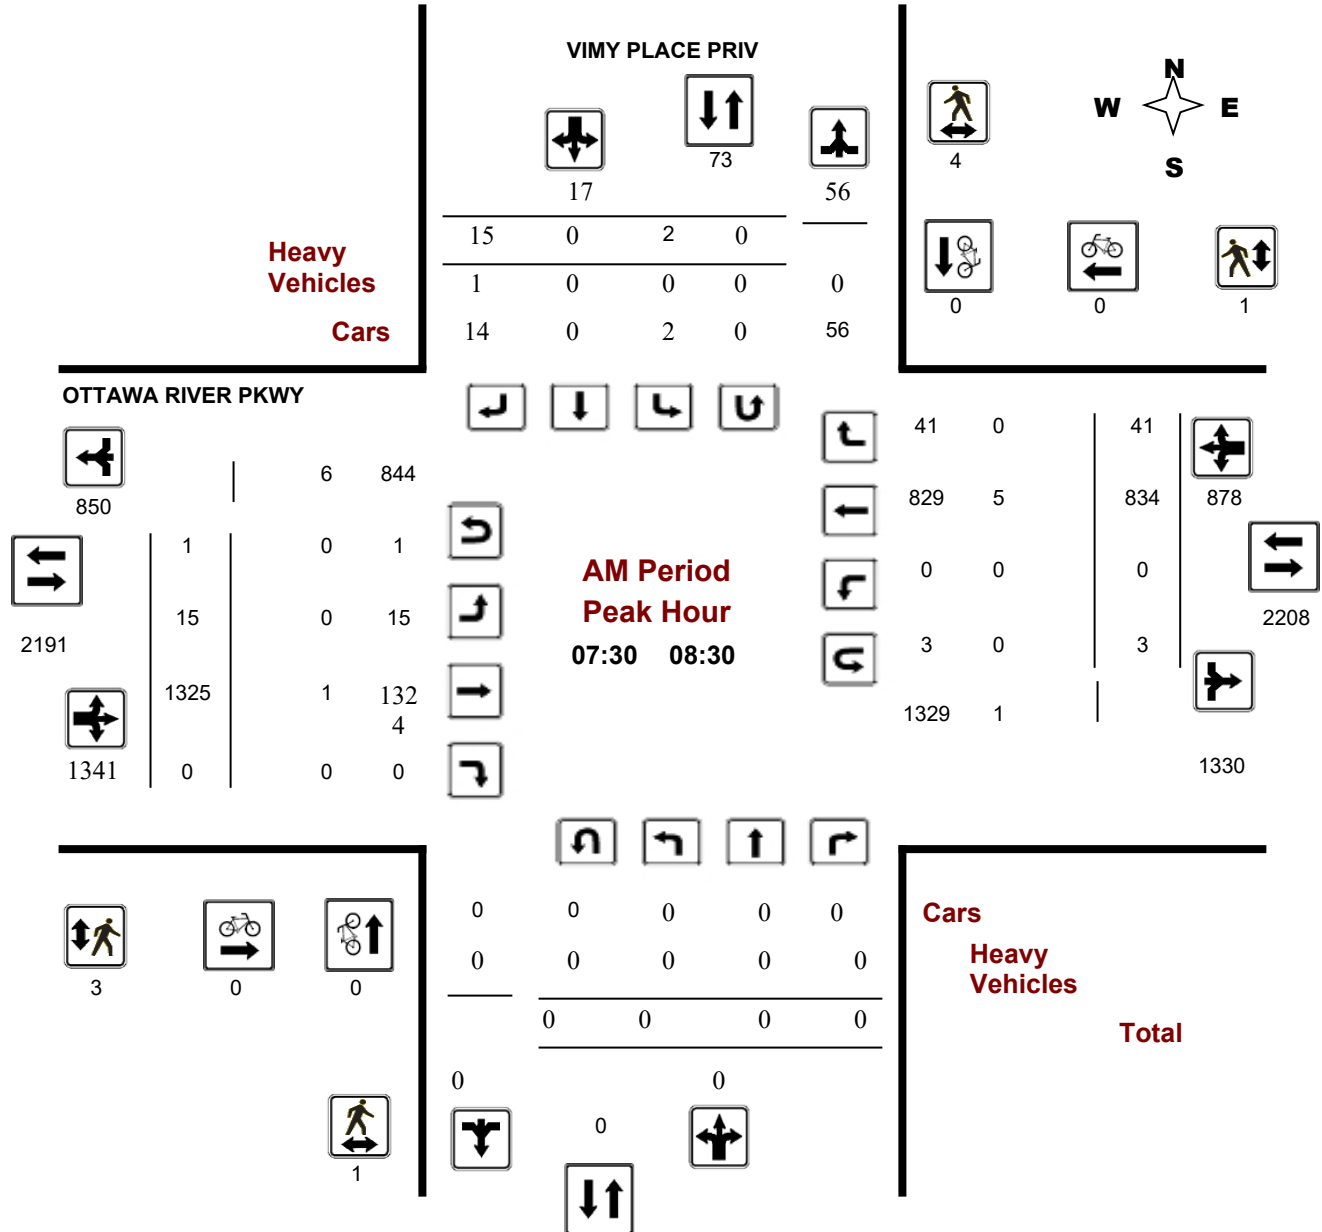 VIMY PLACE PRIV
N
W E
S
73
4
17 56
15 0 2 0
Heavy
Vehicles
1 0 0 0 0
0 0 1
Cars
14 0 2 0 56
OTTAWA RIVER PKWY
41 0 41
6 844
850
829 5 834 878
1 0 1
AM Period
0 0 0
Peak Hour
15 0 15
2208
2191
07:30 08:30
3 0 3
1325 1 132
4
1329 1
1341 0 0 0
1330
0 0 0 0 0
Cars
0 0 0 0 0
Heavy
Vehicles
3 0 0
0 0 0 0
Total
0 0
0
1